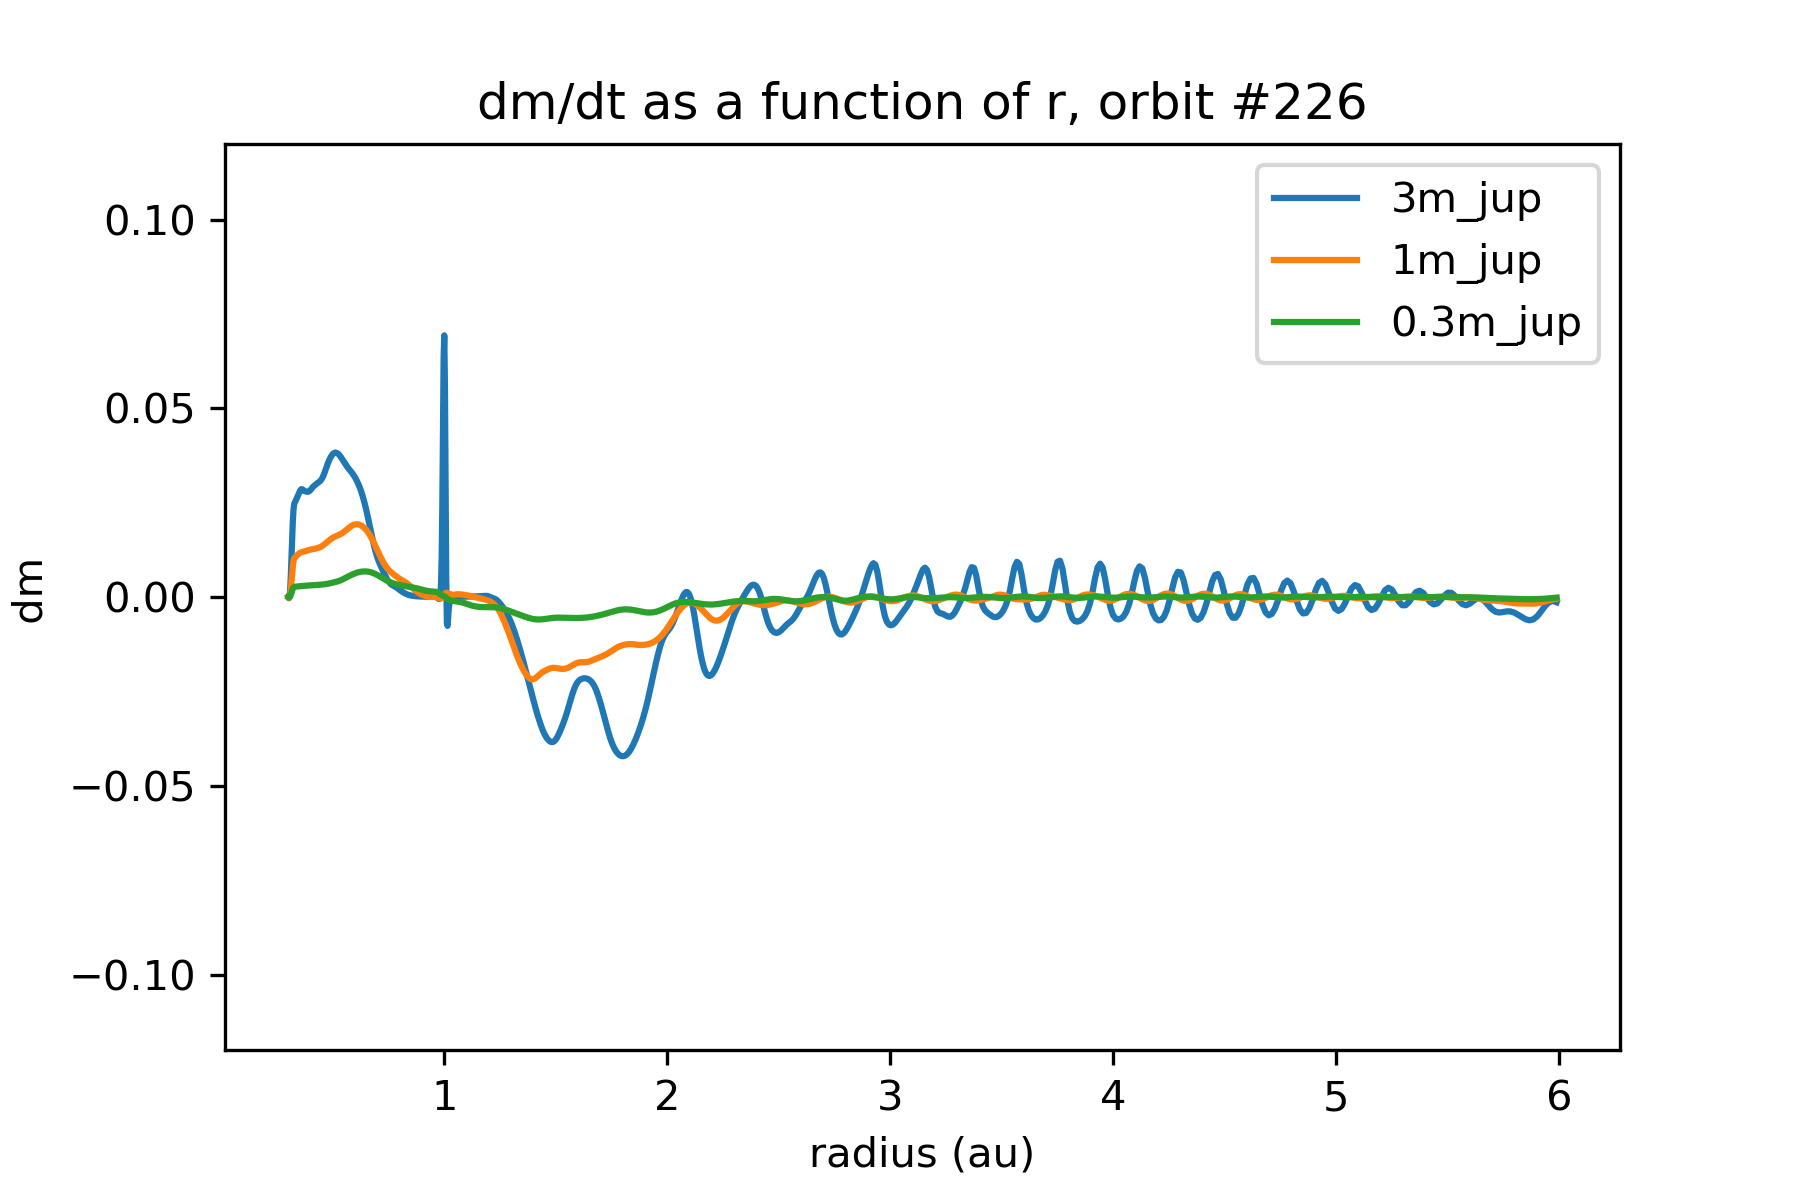 dm/dt as a function of r, orbit #226
3m_jup
1m_jup
0.3m_jup
0.10
0.05
0.00
−0.05
−0.10
dm
1 2 3 4 5 6
radius (au)